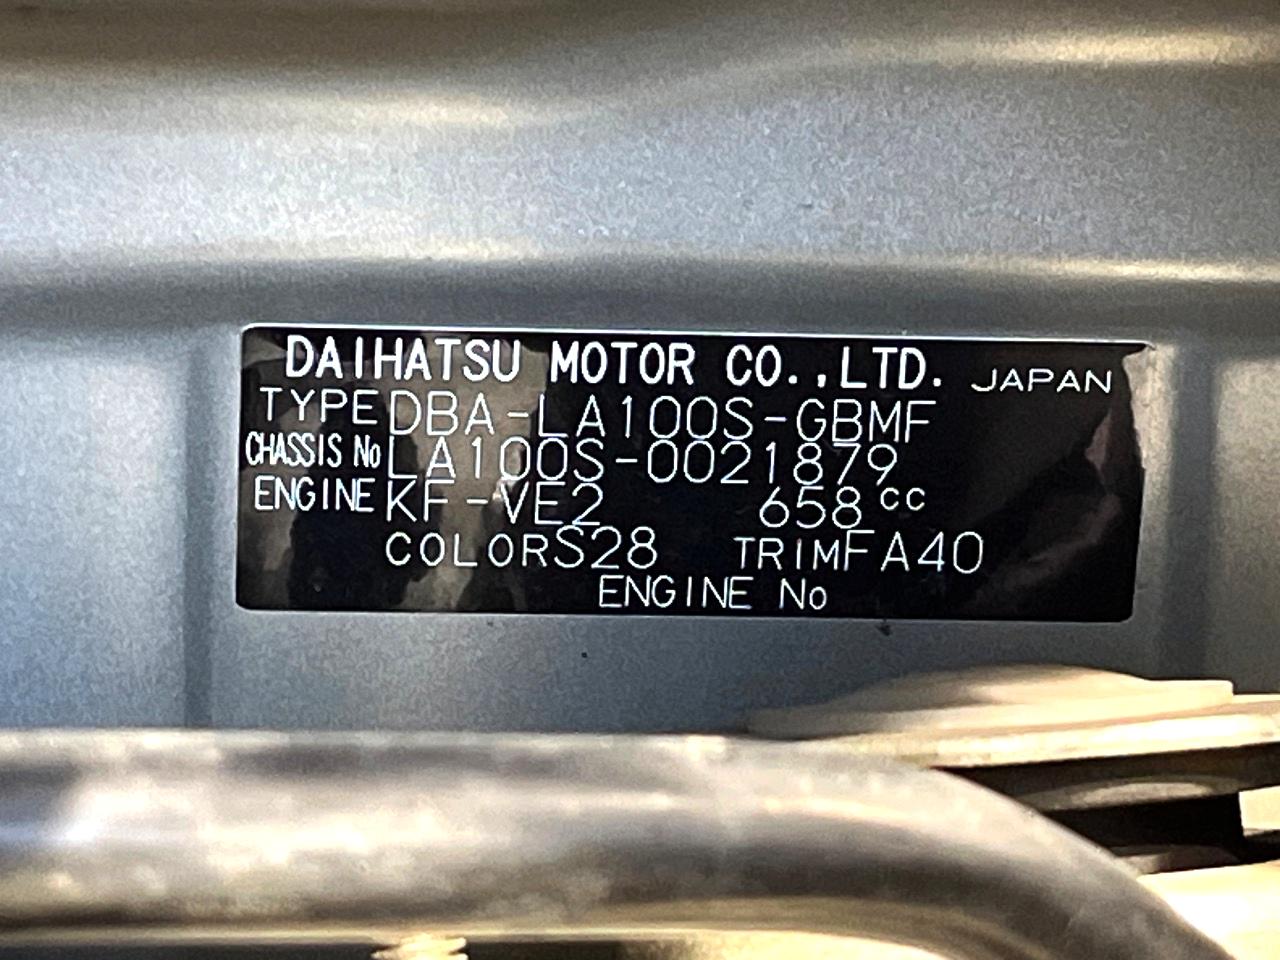 DAIHATSU MOTOR CO.,LTD. JAPAN
TYPE DBA-LA100S-GBMF
CHASSIS No LA100S-0021879
ENGINE KF-VE2 658 cc
COLOR S28 TRIM FA40
ENGINE No